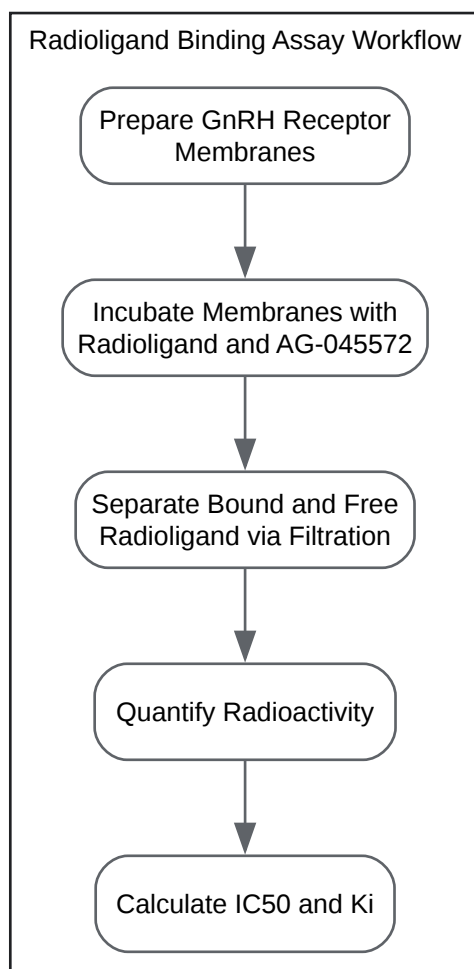 Radioligand Binding Assay Workflow
Prepare GnRH Receptor
Membranes
Incubate Membranes with
Radioligand and AG-045572
Separate Bound and Free
Radioligand via Filtration
Quantify Radioactivity
Calculate IC50 and Ki